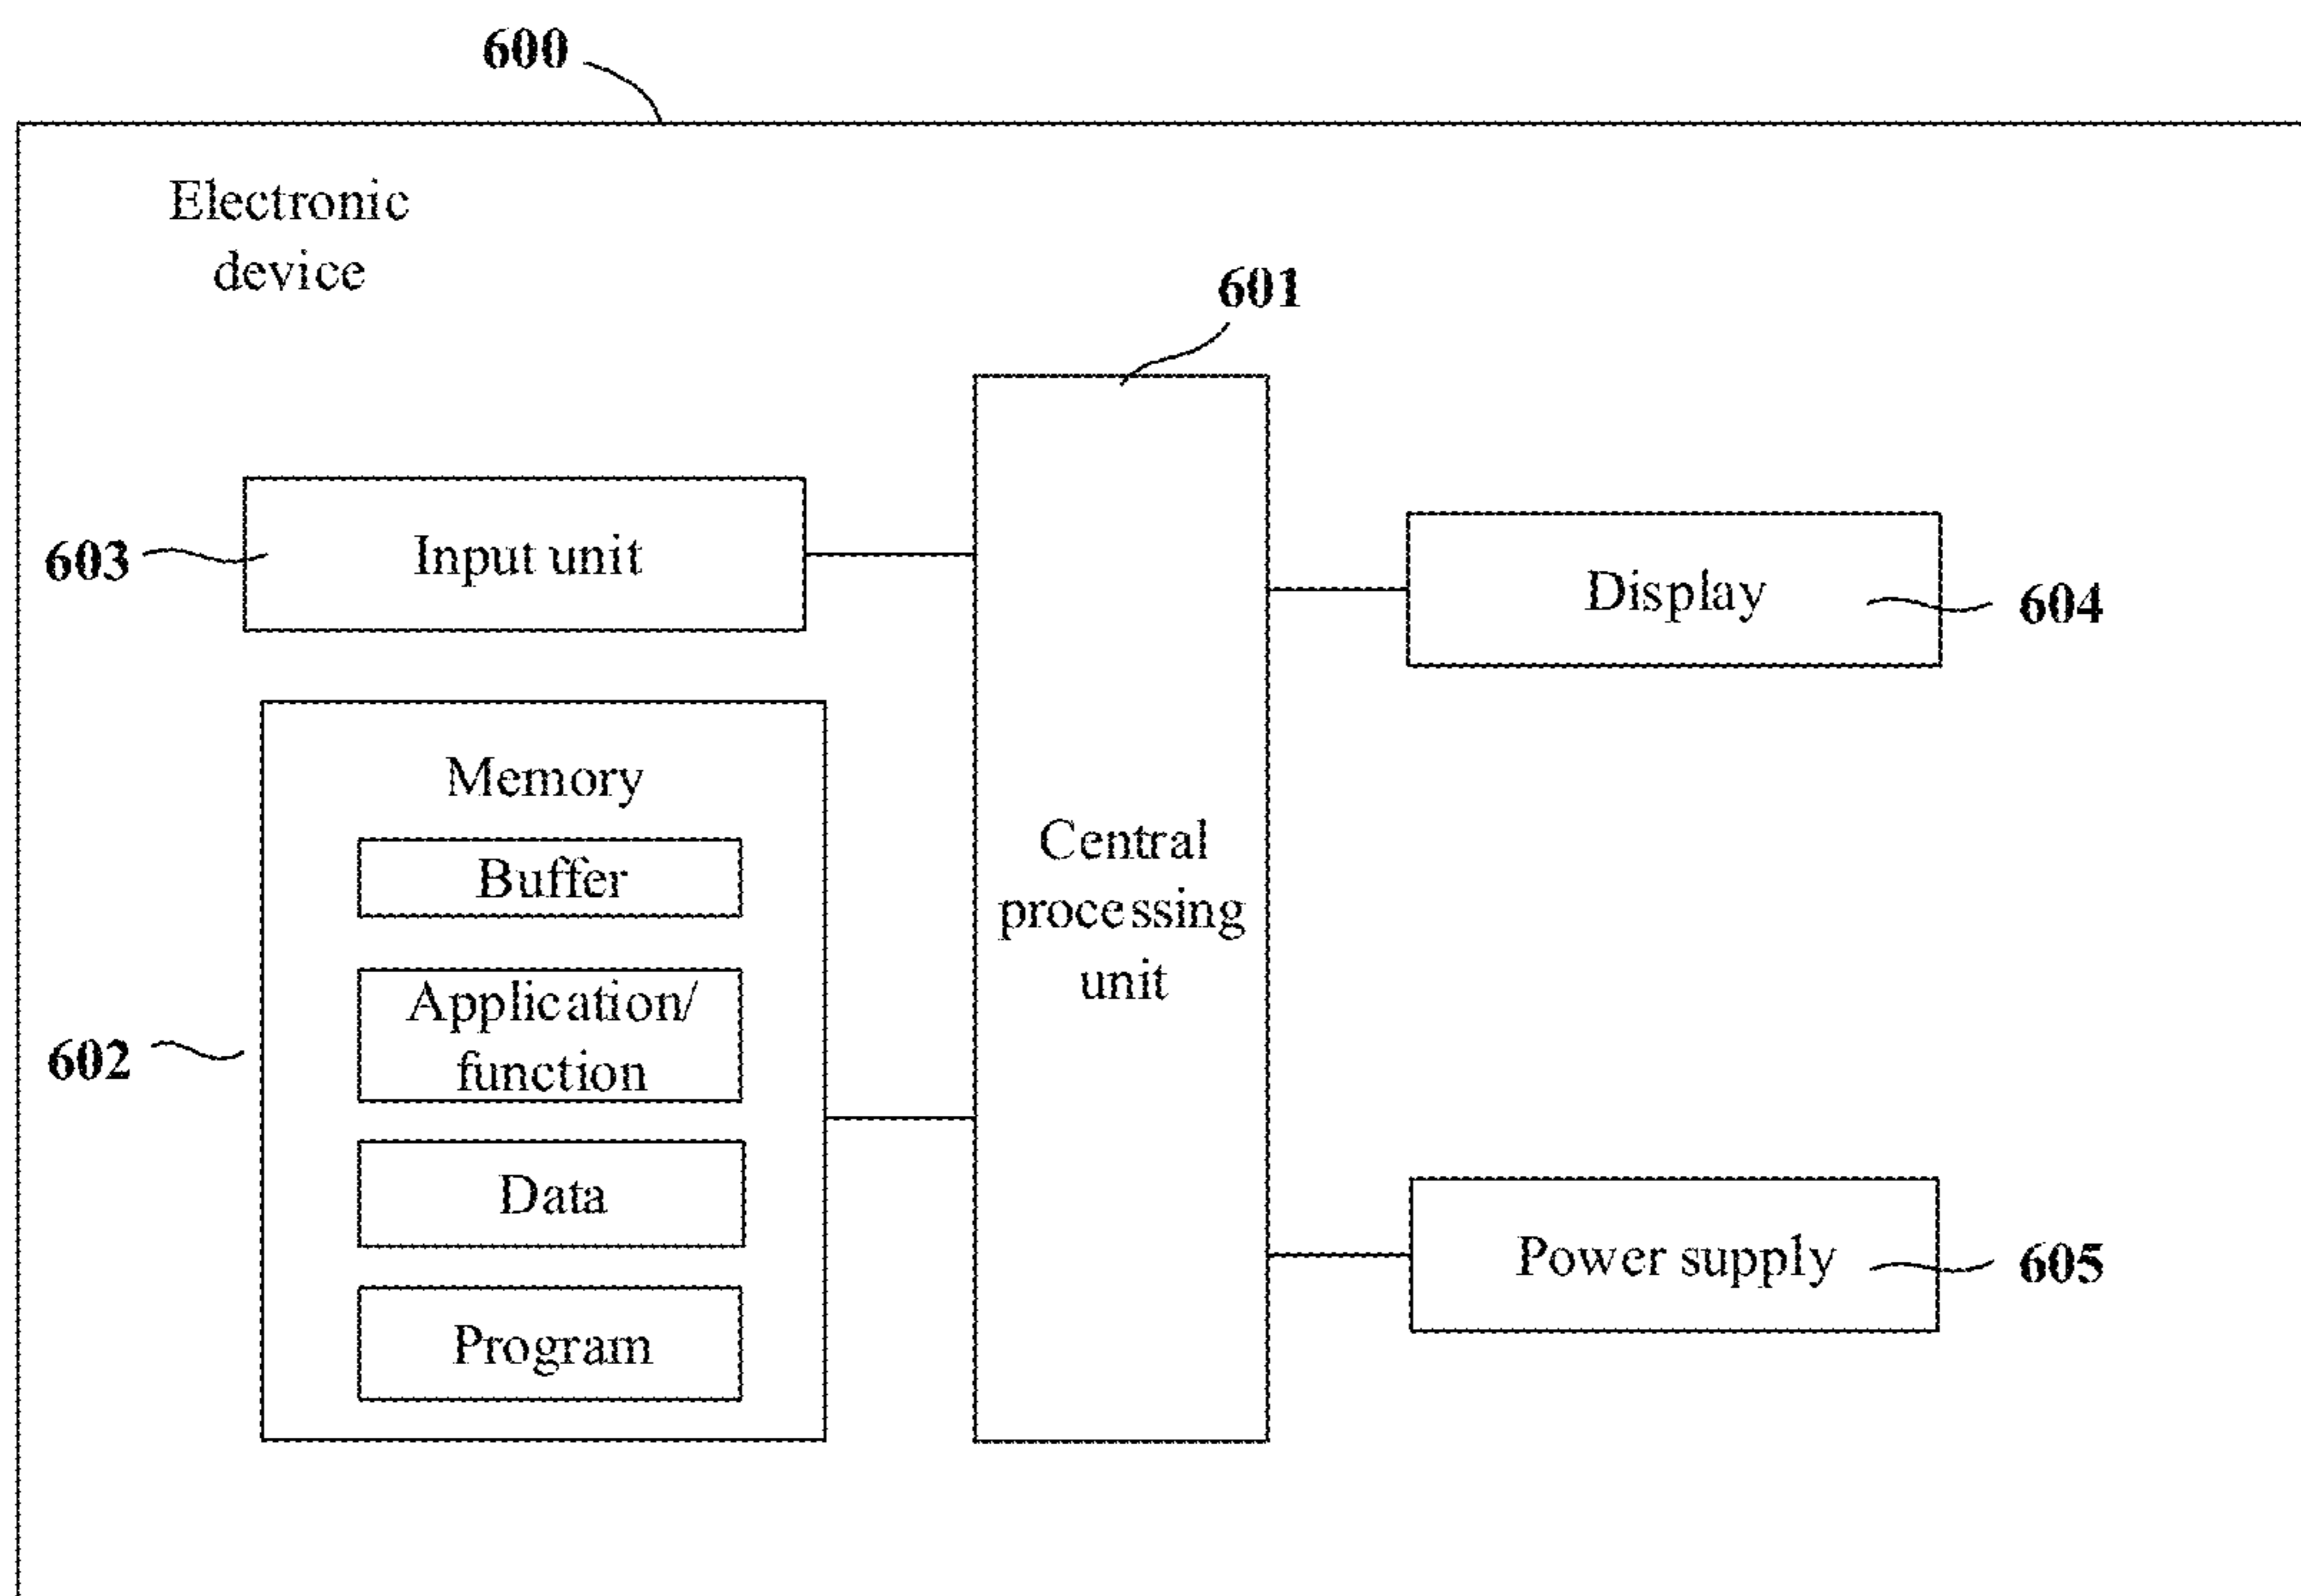 600
Electronic
device
601
603
Input unit
Display
604
Memory
Buffer
Application/
function
Data
Program
602
Central
processing
unit
Power supply
605